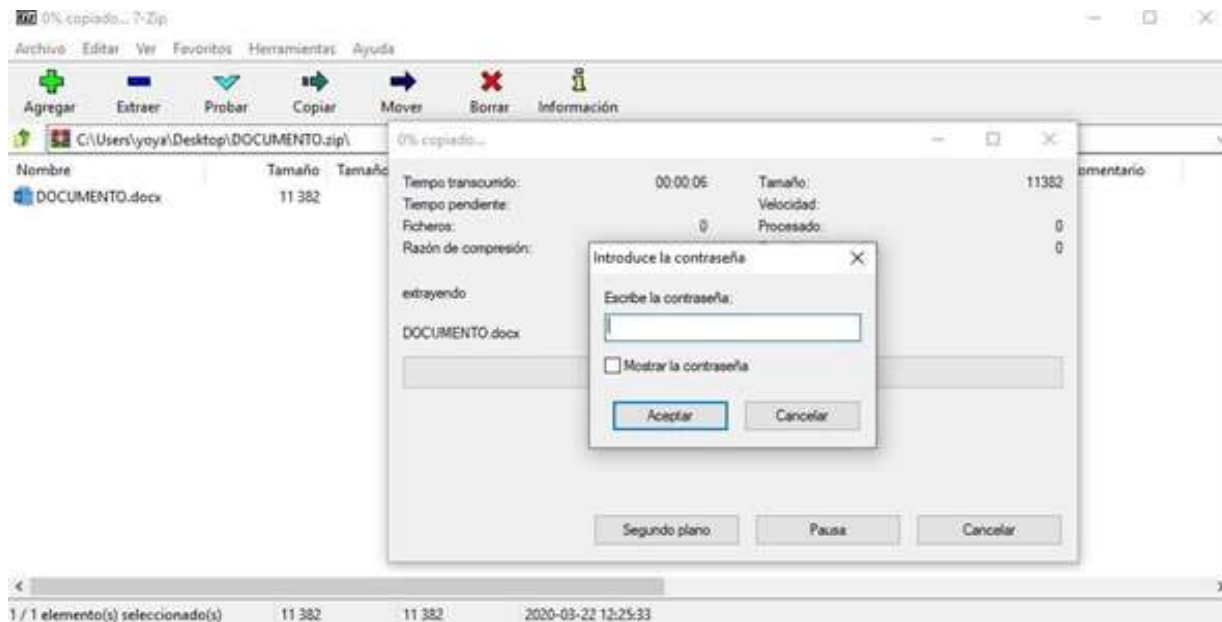 0% copiado... 7-Zip
Archivo Editar Ver Favoritos Herramientas Ayuda
Agregar Extraer Probar Copiar Mover Borrar Información
C:\Users\yoya\Desktop\DOCUMENTO.zip\
Nombre Tamaño Tamaño omentario
DOCUMENTO.docx 11 382
0% copiado...
Tiempo transcurrido: 00:00:06 Tamaño: 11382
Tiempo pendiente: Velocidad:
Ficheros: 0 Procesado: 0
Razón de compresión: 0
extrayendo
DOCUMENTO.docx
Introduce la contraseña
Escribe la contraseña:
Mostrar la contraseña
Aceptar Cancelar
Segundo plano Pausa Cancelar
1 / 1 elemento(s) seleccionado(s) 11 382 11 382 2020-03-22 12:25:33